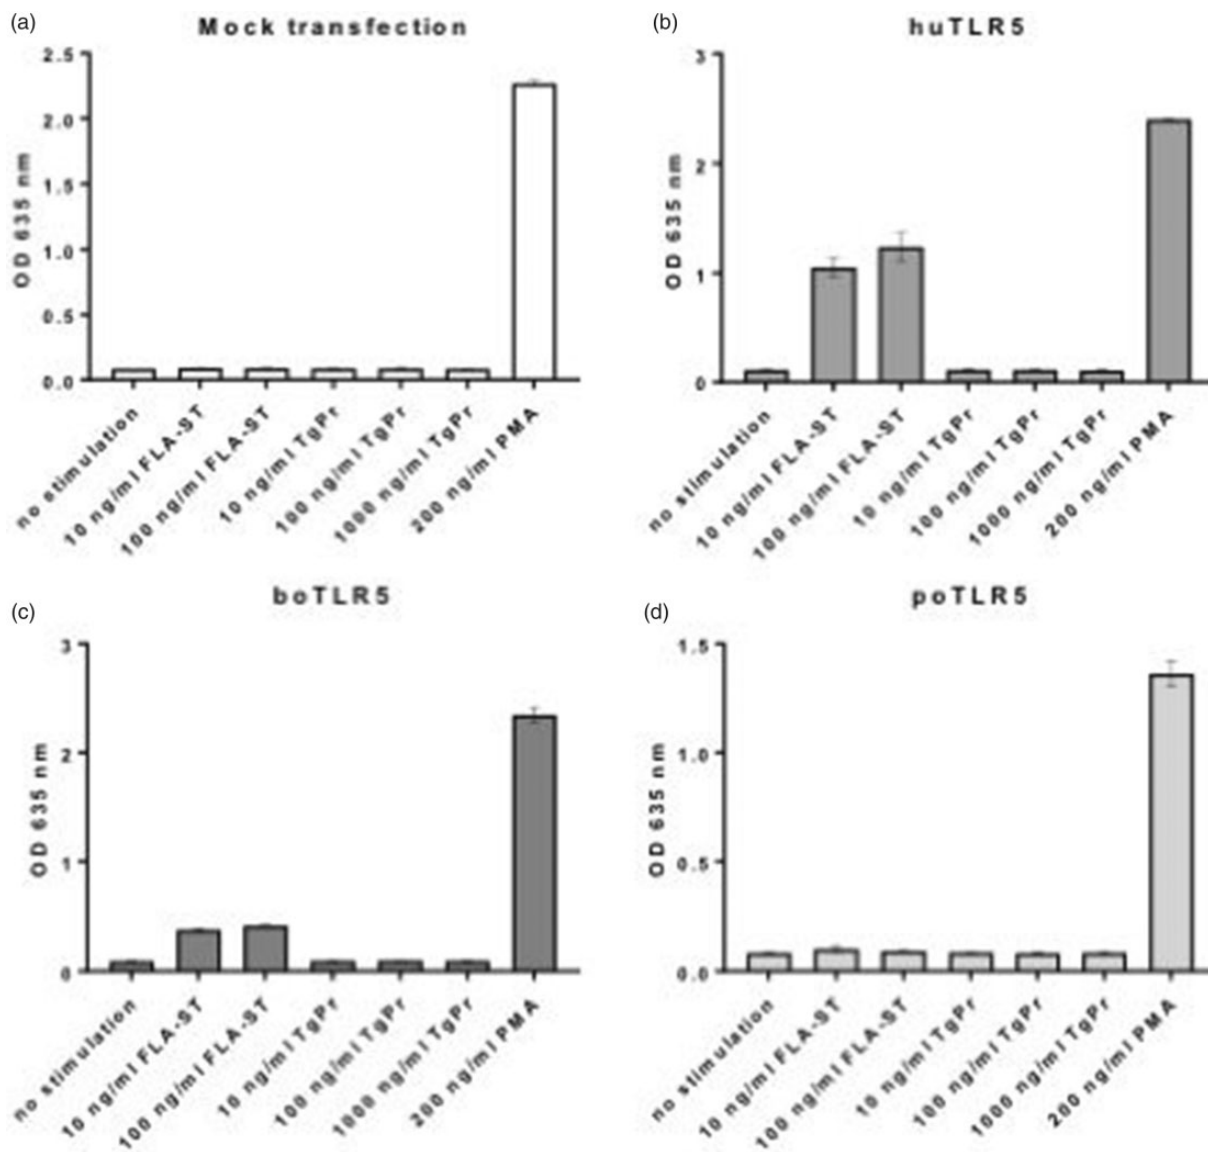 (a)
Mock transfection
OD 635 nm
2.5
2.0
1.5
1.0
0.5
0.0
no stimulation
10 ng/ml FLA-ST
100 ng/ml FLA-ST
10 ng/ml TgPr
100 ng/ml TgPr
1000 ng/ml TgPr
200 ng/ml PMA
(b)
huTLR5
OD 635 nm
3
2
1
0
no stimulation
10 ng/ml FLA-ST
100 ng/ml FLA-ST
10 ng/ml TgPr
100 ng/ml TgPr
1000 ng/ml TgPr
200 ng/ml PMA
(c)
boTLR5
OD 635 nm
3
2
1
0
no stimulation
10 ng/ml FLA-ST
100 ng/ml FLA-ST
10 ng/ml TgPr
100 ng/ml TgPr
1000 ng/ml TgPr
200 ng/ml PMA
(d)
poTLR5
OD 635 nm
1.5
1.0
0.5
0.0
no stimulation
10 ng/ml FLA-ST
100 ng/ml FLA-ST
10 ng/ml TgPr
100 ng/ml TgPr
1000 ng/ml TgPr
200 ng/ml PMA